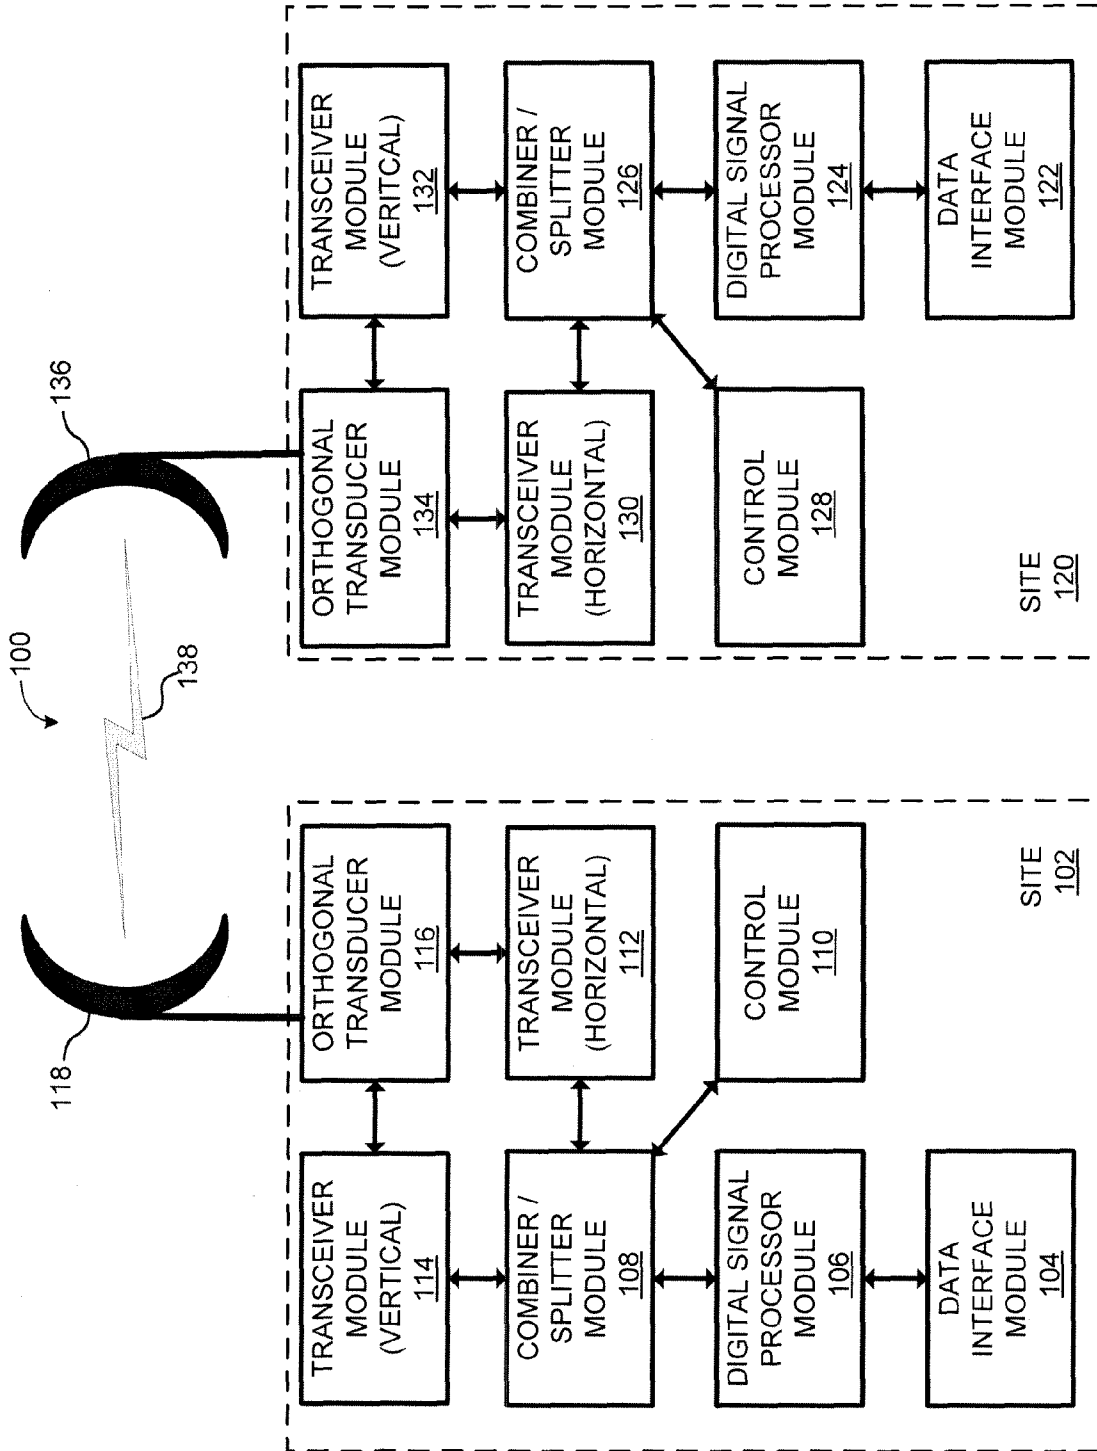 100
118
136
138
TRANSCEIVER
MODULE
(VERTICAL)
114
ORTHOGONAL
TRANSDUCER
MODULE
116
COMBINER /
SPLITTER
MODULE
108
TRANSCEIVER
MODULE
(HORIZONTAL)
112
DIGITAL SIGNAL
PROCESSOR
MODULE
106
CONTROL
MODULE
110
DATA
INTERFACE
MODULE
104
SITE
102
ORTHOGONAL
TRANSDUCER
MODULE
134
TRANSCEIVER
MODULE
(VERITCAL)
132
TRANSCEIVER
MODULE
(HORIZONTAL)
130
COMBINER /
SPLITTER
MODULE
126
CONTROL
MODULE
128
DIGITAL SIGNAL
PROCESSOR
MODULE
124
DATA
INTERFACE
MODULE
122
SITE
120